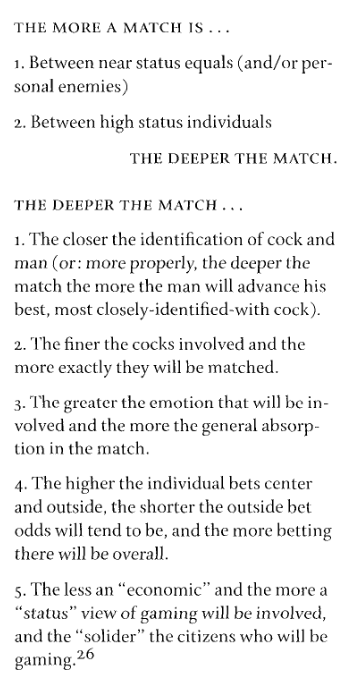 THE MORE A MATCH IS . . .
1. Between near status equals (and/or per-
sonal enemies)
2. Between high status individuals
THE DEEPER THE MATCH.
THE DEEPER THE MATCH . . .
1. The closer the identification of cock and
man (or: more properly, the deeper the
match the more the man will advance his
best, most closely-identified-with cock).
2. The finer the cocks involved and the
more exactly they will be matched.
3. The greater the emotion that will be in-
volved and the more the general absorp-
tion in the match.
4. The higher the individual bets center
and outside, the shorter the outside bet
odds will tend to be, and the more betting
there will be overall.
5. The less an “economic” and the more a
“status” view of gaming will be involved,
and the “solider” the citizens who will be
gaming.26